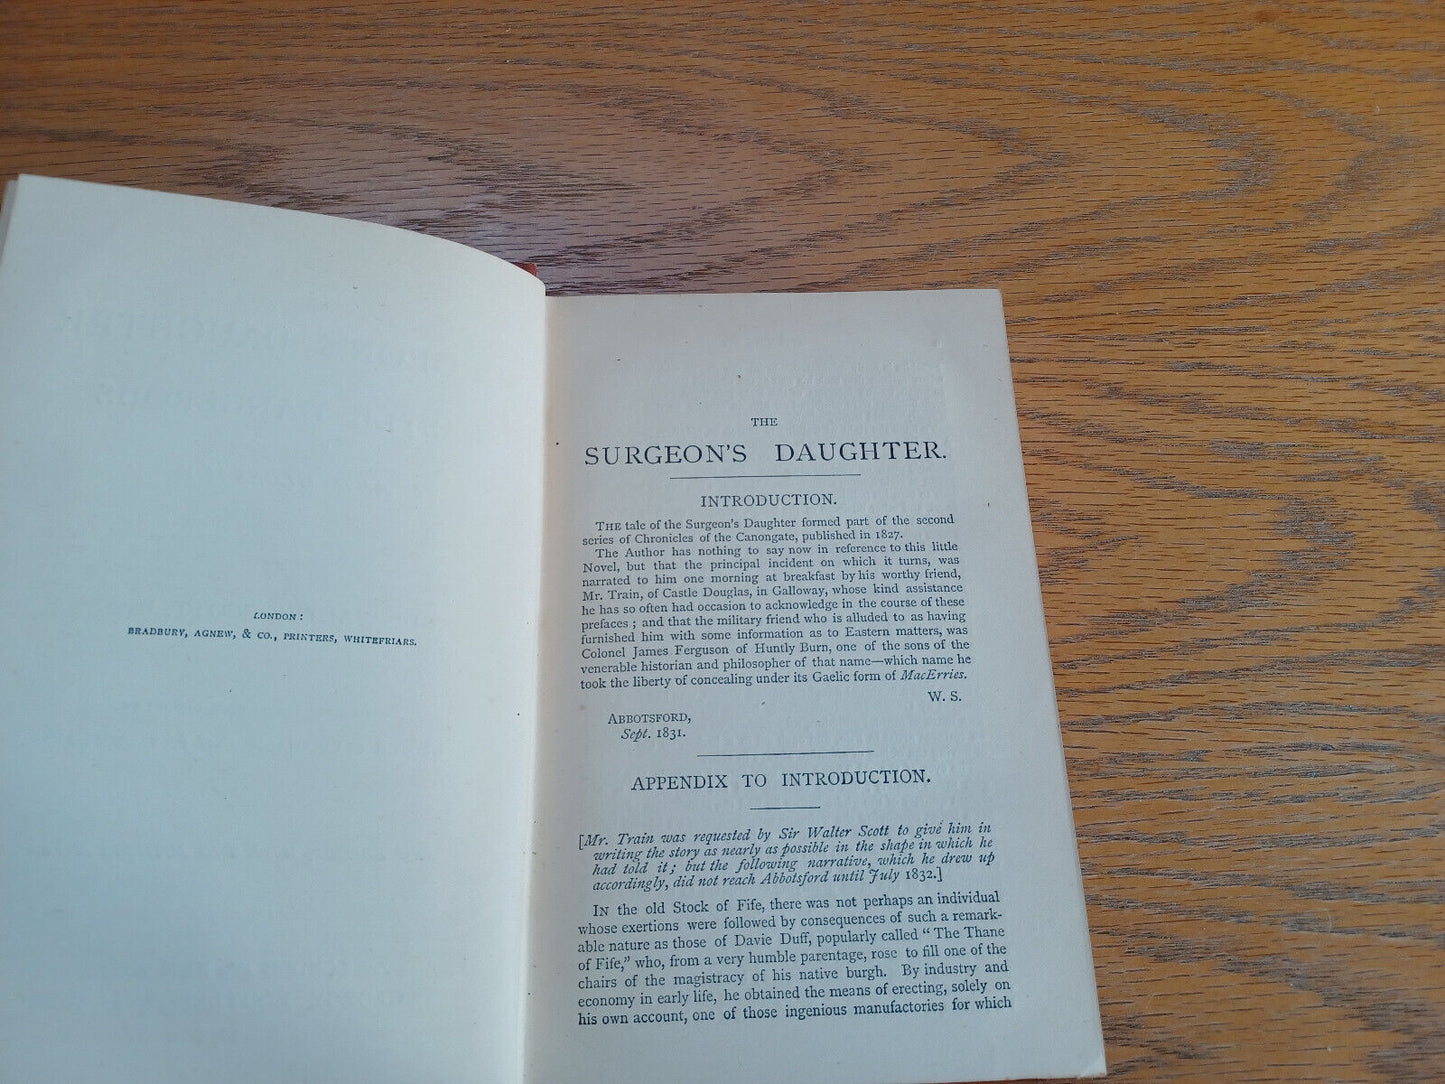 LONDON :
BRADBURY, AGNEW, & CO., PRINTERS, WHITEFRIARS.
THE
SURGEON'S DAUGHTER.
INTRODUCTION.
THE tale of the Surgeon's Daughter formed part of the second
series of Chronicles of the Canongate, published in 1827.
The Author has nothing to say now in reference to this little
Novel, but that the principal incident on which it turns, was
narrated to him one morning at breakfast by his worthy friend,
Mr. Train, of Castle Douglas, in Galloway, whose kind assistance
he has so often had occasion to acknowledge in the course of these
prefaces ; and that the military friend who is alluded to as having
furnished him with some information as to Eastern matters, was
Colonel James Ferguson of Huntly Burn, one of the sons of the
venerable historian and philosopher of that name—which name he
took the liberty of concealing under its Gaelic form of MacErries.
W. S.
ABBOTSFORD,
Sept. 1831.
APPENDIX TO INTRODUCTION.
[Mr. Train was requested by Sir Walter Scott to give him in
writing the story as nearly as possible in the shape in which he
had told it ; but the following narrative, which he drew up
accordingly, did not reach Abbotsford until July 1832.]
IN the old Stock of Fife, there was not perhaps an individual
whose exertions were followed by consequences of such a remark-
able nature as those of Davie Duff, popularly called "The Thane
of Fife," who, from a very humble parentage, rose to fill one of the
chairs of the magistracy of his native burgh. By industry and
economy in early life, he obtained the means of erecting, solely on
his own account, one of those ingenious manufactories for which